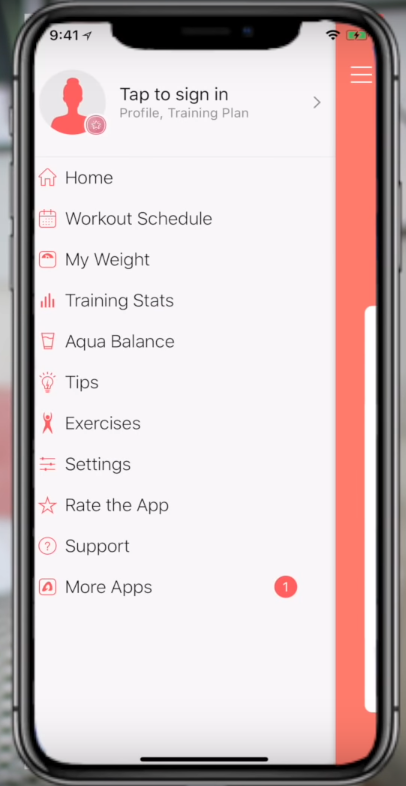 9:41
Tap to sign in
Profile, Training Plan
Home
Workout Schedule
My Weight
Training Stats
Aqua Balance
Tips
Exercises
Settings
Rate the App
Support
?
More Apps
1